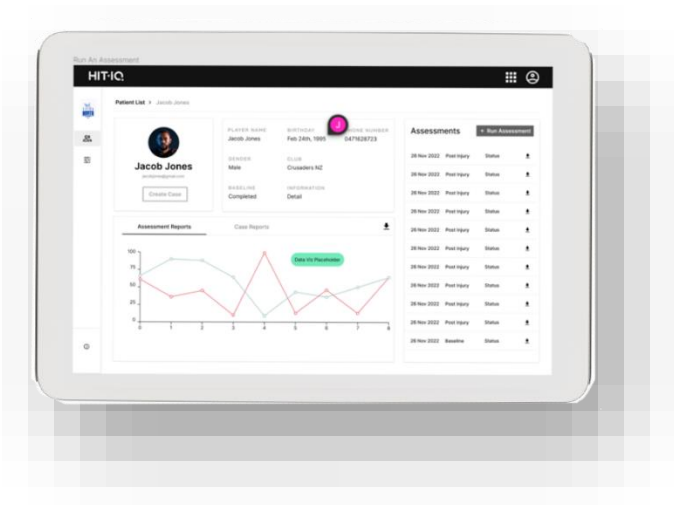 Run An Assessment
HIT·IQ
Patient List > Jacob Jones
Jacob Jones
Create Case
PLAYER NAME
Jacob Jones
BIRTHDAY
Feb 24th, 1995
J
PHONE NUMBER
0471628723
GENDER
Male
CLUB
Crusaders NZ
BASELINE
Completed
INFORMATION
Detail
Assessments
+ Run Assessment
28 Nov 2022 Post Injury Status
28 Nov 2022 Post Injury Status
28 Nov 2022 Post Injury Status
28 Nov 2022 Post Injury Status
28 Nov 2022 Post Injury Status
28 Nov 2022 Post Injury Status
28 Nov 2022 Post Injury Status
28 Nov 2022 Post Injury Status
28 Nov 2022 Post Injury Status
28 Nov 2022 Post Injury Status
28 Nov 2022 Baseline Status
Assessment Reports
Case Reports
Data Viz Placeholder
100
75
50
25
0
0 1 2 3 4 5 6 7 8